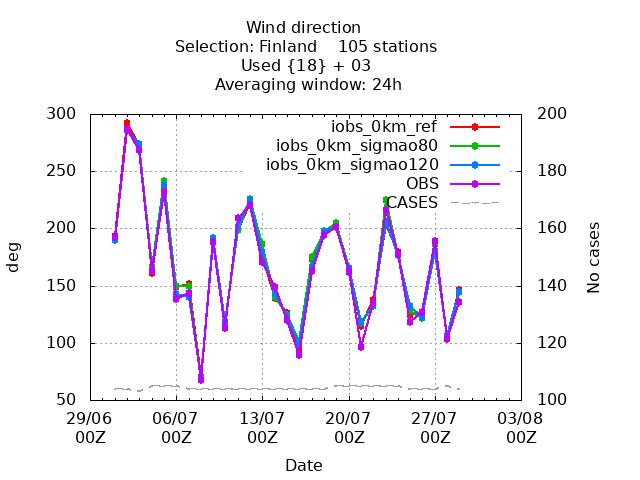 Wind direction
Selection: Finland 105 stations
Used {18} + 03
Averaging window: 24h
300 200
iobs_0km_ref
iobs_0km_sigmao80
iobs_0km_sigmao120
250 180
OBS
CASES
200 160
deg
No cases
150 140
100 120
50 100
29/06 06/07 13/07 20/07 27/07 03/08
00Z 00Z 00Z 00Z 00Z 00Z
Date